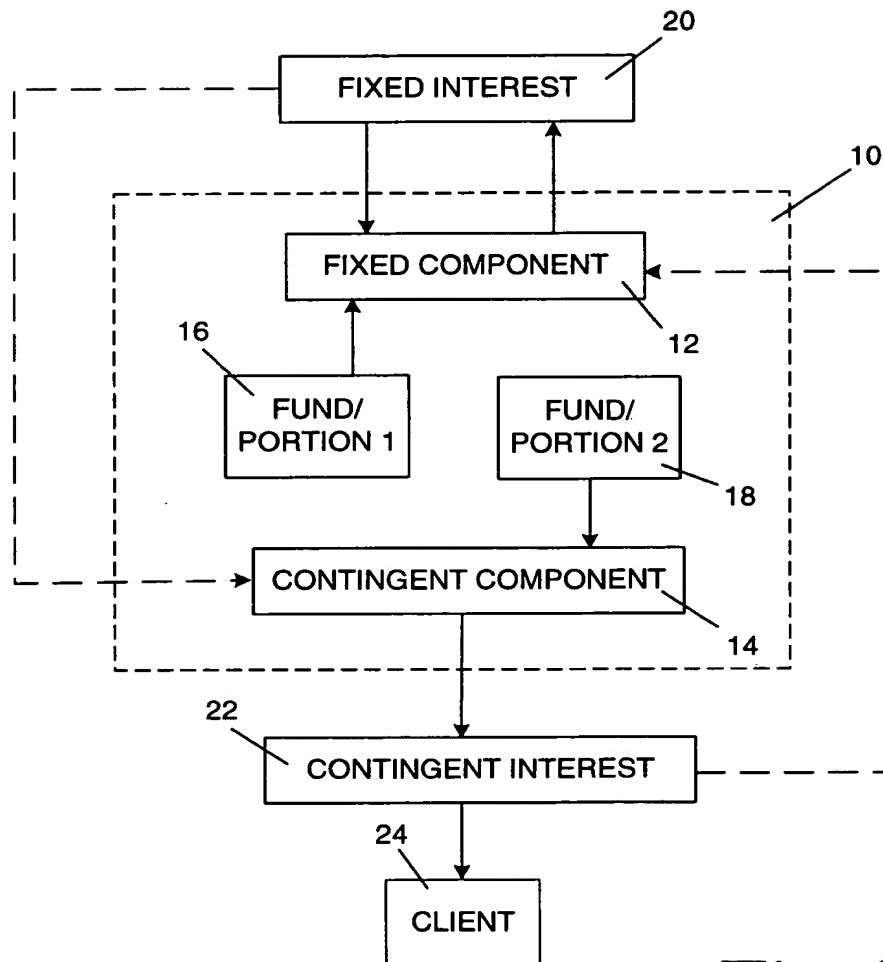 20
FIXED INTEREST
10
FIXED COMPONENT
16
12
FUND/
PORTION 1
FUND/
PORTION 2
18
CONTINGENT COMPONENT
14
22
CONTINGENT INTEREST
24
CLIENT